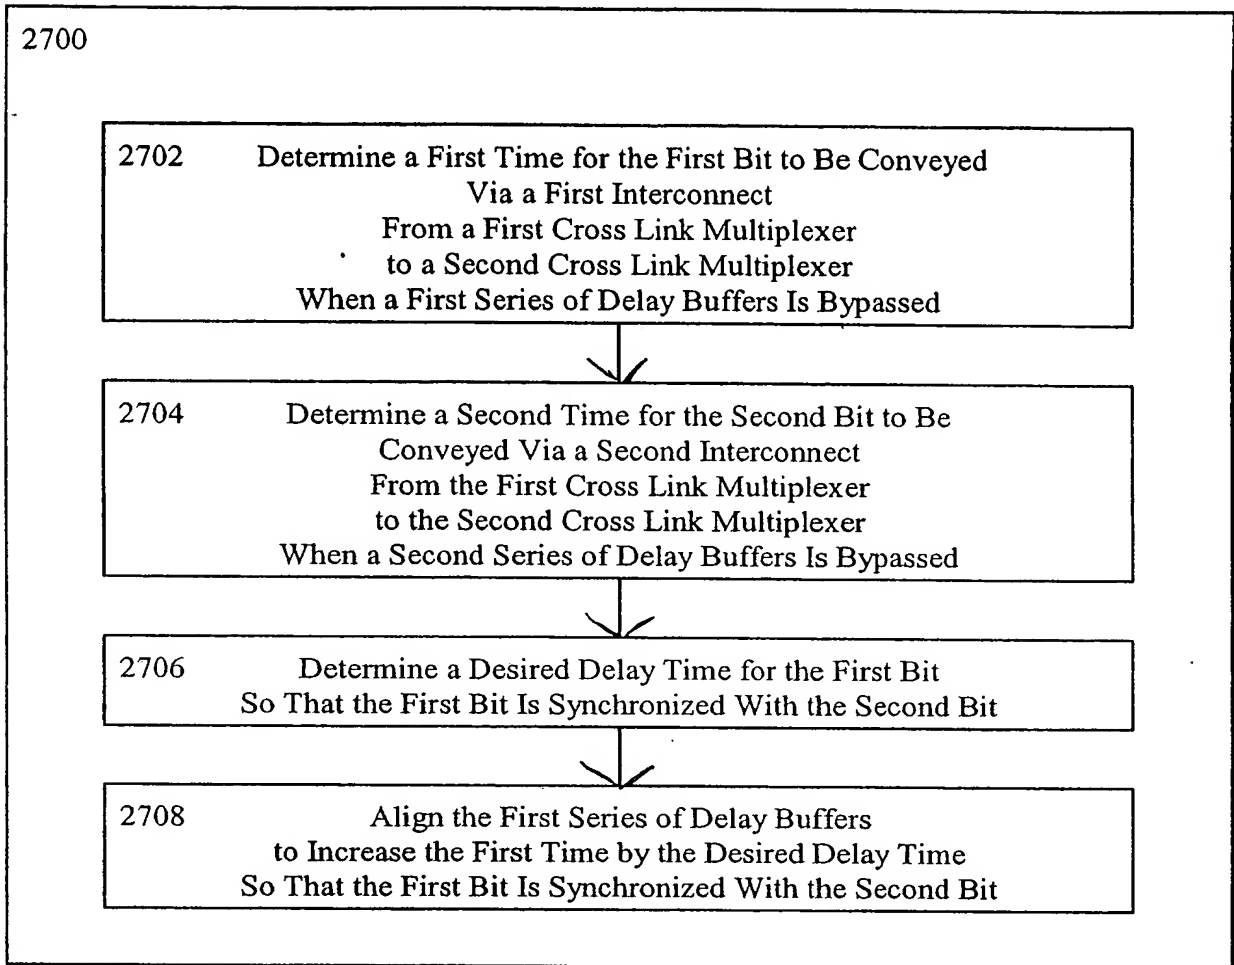 2700
2702 Determine a First Time for the First Bit to Be Conveyed
Via a First Interconnect
From a First Cross Link Multiplexer
to a Second Cross Link Multiplexer
When a First Series of Delay Buffers Is Bypassed
2704 Determine a Second Time for the Second Bit to Be
Conveyed Via a Second Interconnect
From the First Cross Link Multiplexer
to the Second Cross Link Multiplexer
When a Second Series of Delay Buffers Is Bypassed
2706 Determine a Desired Delay Time for the First Bit
So That the First Bit Is Synchronized With the Second Bit
2708 Align the First Series of Delay Buffers
to Increase the First Time by the Desired Delay Time
So That the First Bit Is Synchronized With the Second Bit